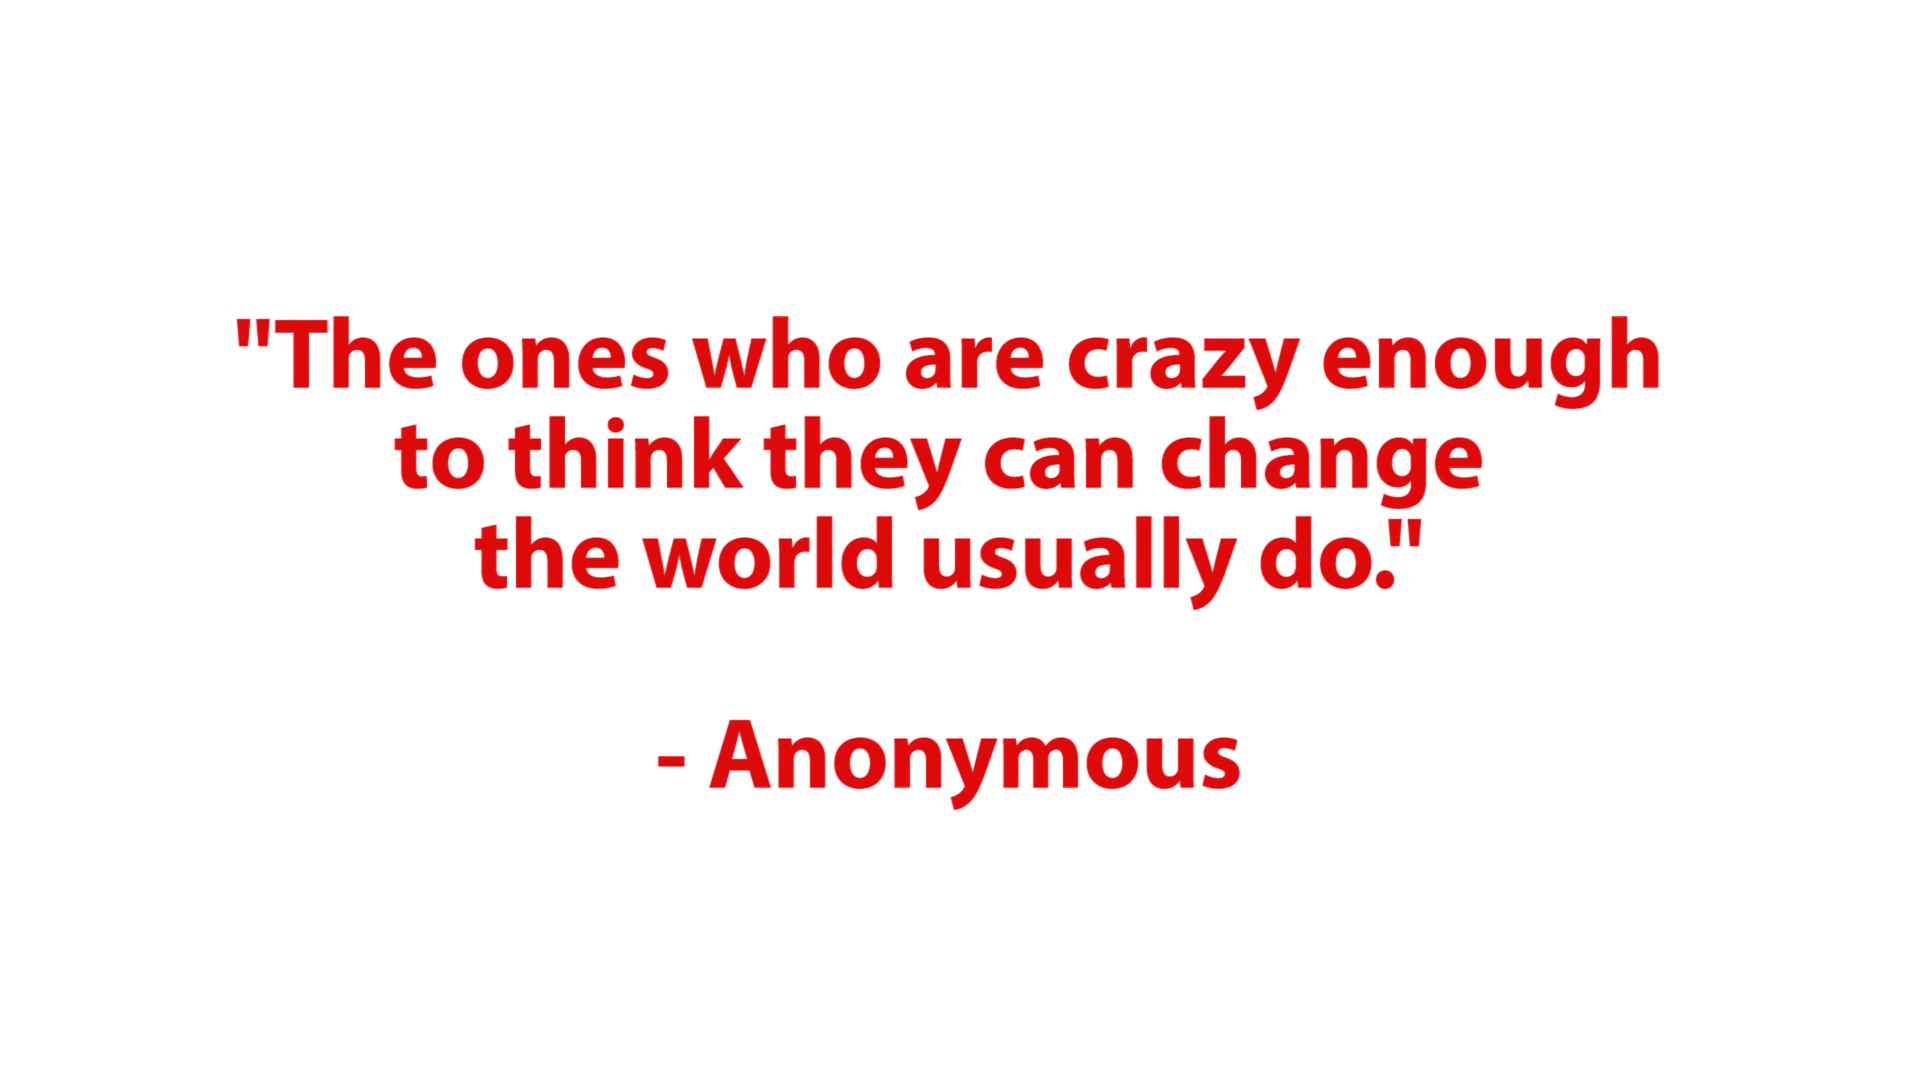 "The ones who are crazy enough
to think they can change
the world usually do."
- Anonymous